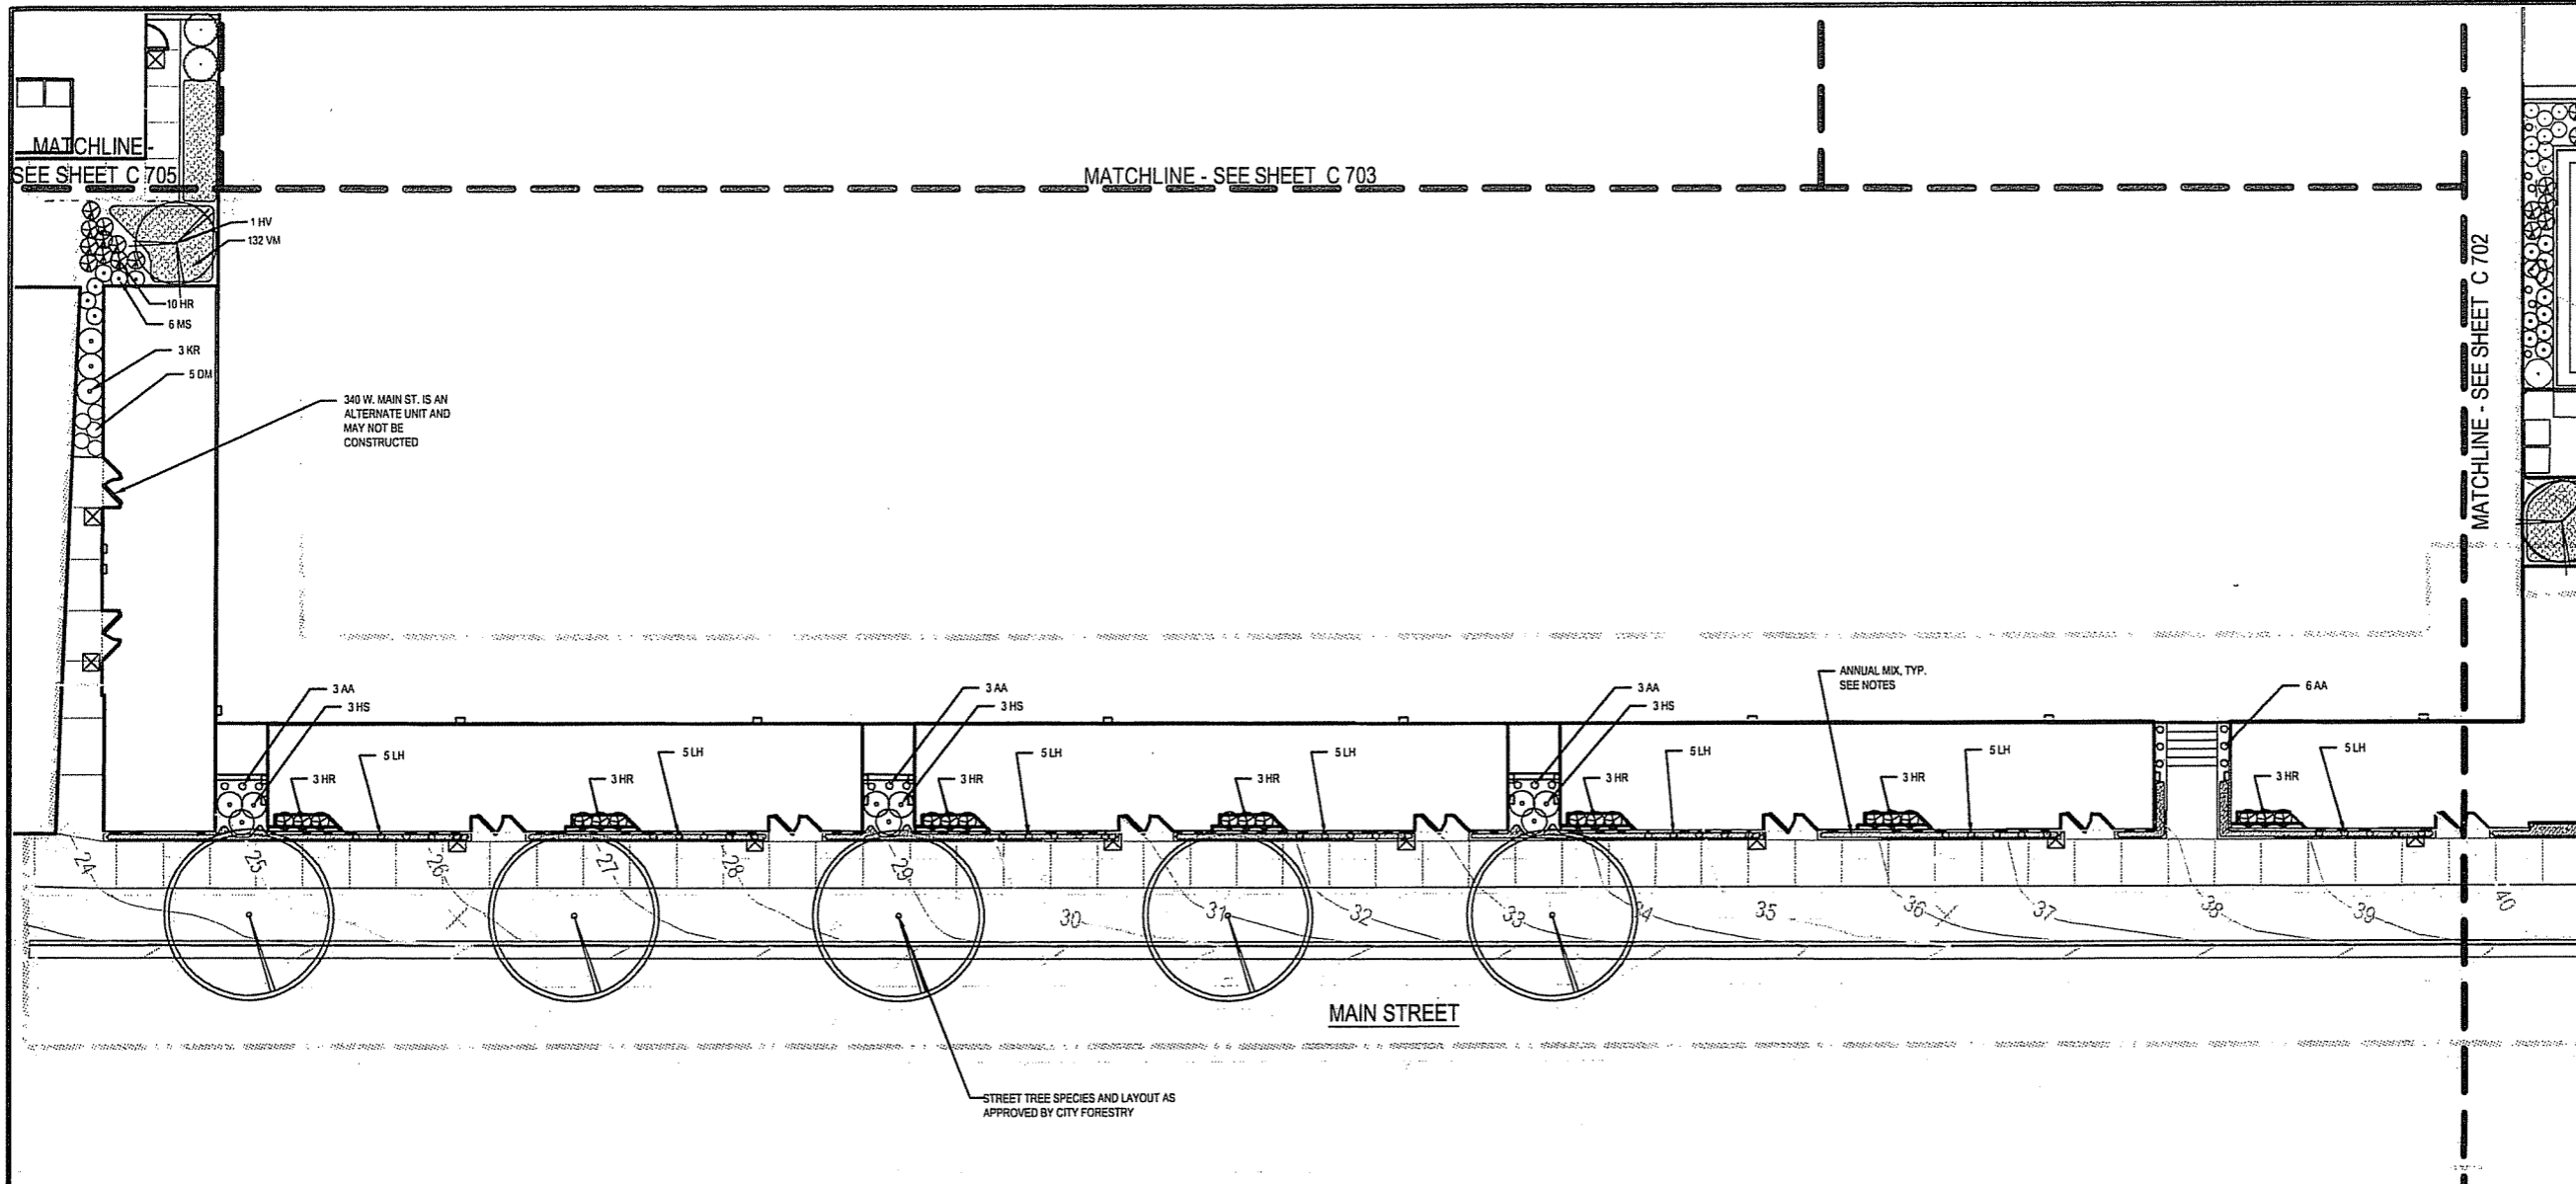 MATCHLINE -
SEE SHEET C 705
MATCHLINE - SEE SHEET C 703
MATCHLINE - SEE SHEET C 702
1 HV
132 VM
10 HR
6 MS
3 KR
5 DM
340 W. MAIN ST. IS AN
ALTERNATE UNIT AND
MAY NOT BE
CONSTRUCTED
3 AA
3 HS
3 AA
3 HS
3 AA
3 HS
ANNUAL MIX, TYP.
SEE NOTES
6 AA
3 HR
5 LH
3 HR
5 LH
3 HR
5 LH
3 HR
5 LH
3 HR
5 LH
3 HR
5 LH
3 HR
5 LH
24
25
26
27
28
29
30
31
32
33
34
35
36
37
38
39
40
MAIN STREET
STREET TREE SPECIES AND LAYOUT AS
APPROVED BY CITY FORESTRY